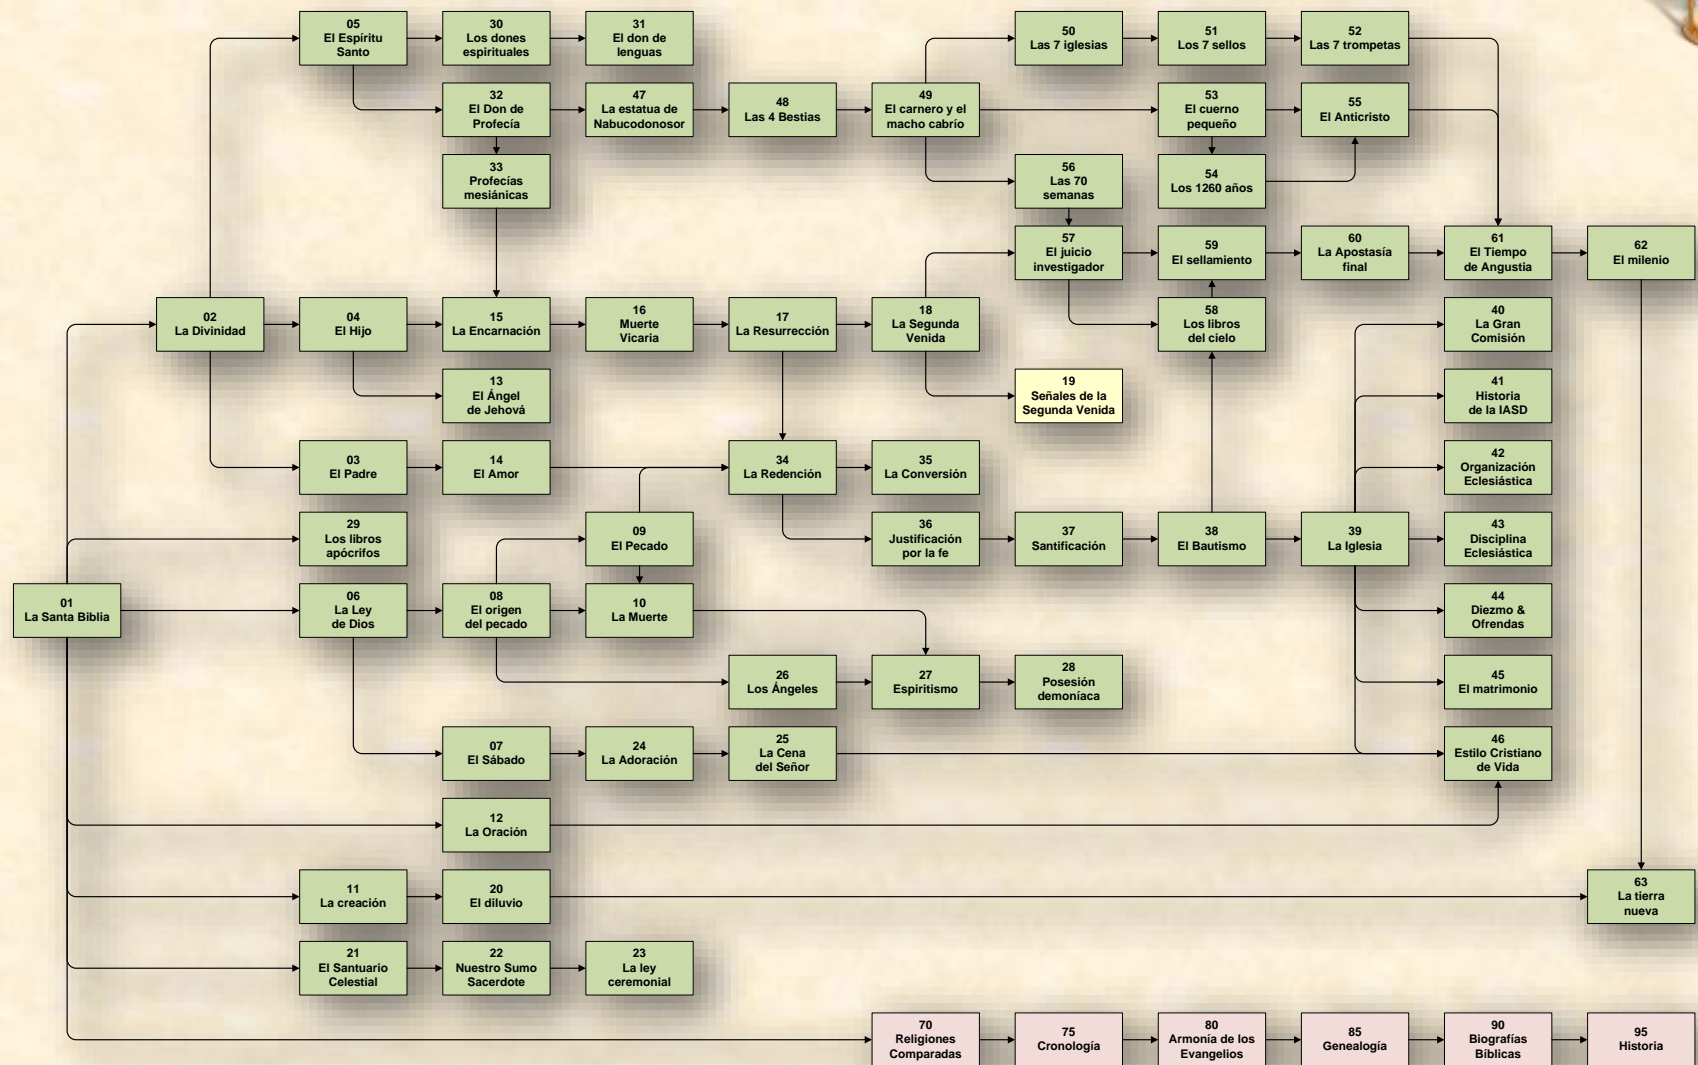 05
El Espíritu
Santo
30
Los dones
espirituales
31
El don de
lenguas
50
Las 7 iglesias
51
Los 7 sellos
52
Las 7 trompetas
32
El Don de
Profecía
47
La estatua de
Nabucodonosor
48
Las 4 Bestias
49
El carnero y el
macho cabrío
53
El cuerno
pequeño
55
El Anticristo
33
Profecías
mesiánicas
56
Las 70
semanas
54
Los 1260 años
57
El juicio
investigador
59
El sellamiento
60
La Apostasía
final
61
El Tiempo
de Angustia
62
El milenio
02
La Divinidad
04
El Hijo
15
La Encarnación
16
Muerte
Vicaria
17
La Resurrección
18
La Segunda
Venida
58
Los libros
del cielo
40
La Gran
Comisión
13
El Ángel
de Jehová
19
Señales de la
Segunda Venida
41
Historia
de la IASD
03
El Padre
14
El Amor
34
La Redención
35
La Conversión
42
Organización
Eclesiástica
29
Los libros
apócrifos
09
El Pecado
36
Justificación
por la fe
37
Santificación
38
El Bautismo
39
La Iglesia
43
Disciplina
Eclesiástica
01
La Santa Biblia
06
La Ley
de Dios
08
El origen
del pecado
10
La Muerte
44
Diezmo &
Ofrendas
26
Los Ángeles
27
Espiritismo
28
Posesión
demoníaca
45
El matrimonio
07
El Sábado
24
La Adoración
25
La Cena
del Señor
46
Estilo Cristiano
de Vida
12
La Oración
11
La creación
20
El diluvio
63
La tierra
nueva
21
El Santuario
Celestial
22
Nuestro Sumo
Sacerdote
23
La ley
ceremonial
70
Religiones
Comparadas
75
Cronología
80
Armonía de los
Evangelios
85
Genealogía
90
Biografías
Bíblicas
95
Historia